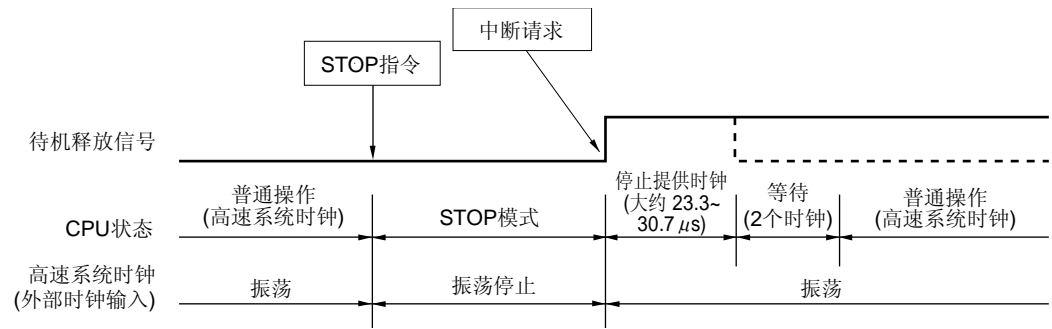 中断请求
STOP指令
待机释放信号
普通操作
(高速系统时钟)
STOP模式
停止提供时钟
(大约 23.3~
30.7 μs)
等待
(2个时钟)
普通操作
(高速系统时钟)
CPU状态
高速系统时钟
(外部时钟输入)
振荡
振荡停止
振荡